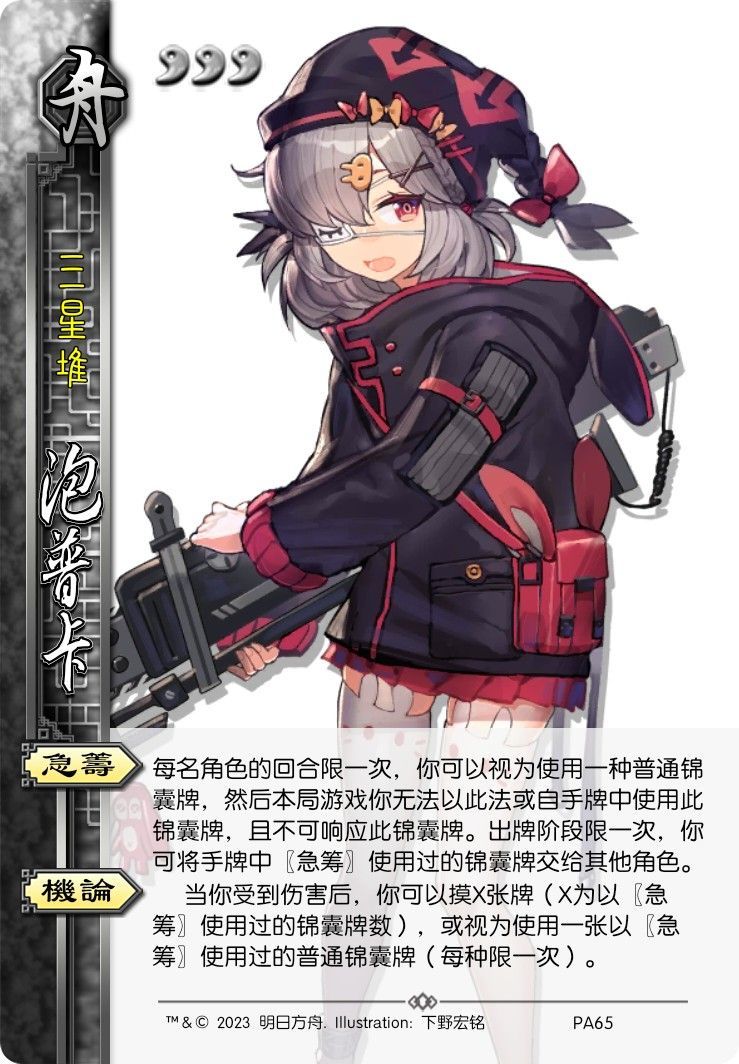 舟
三星堆
泡普卡
急籌
每名角色的回合限一次，你可以视为使用一种普通锦
囊牌，然后本局游戏你无法以此法或自手牌中使用此
锦囊牌，且不可响应此锦囊牌。出牌阶段限一次，你
可将手牌中〖急筹〗使用过的锦囊牌交给其他角色。
機論
当你受到伤害后，你可以摸X张牌（X为以〖急
筹〗使用过的锦囊牌数），或视为使用一张以〖急
筹〗使用过的普通锦囊牌（每种限一次）。
™&© 2023 明日方舟. Illustration: 下野宏铭 PA65